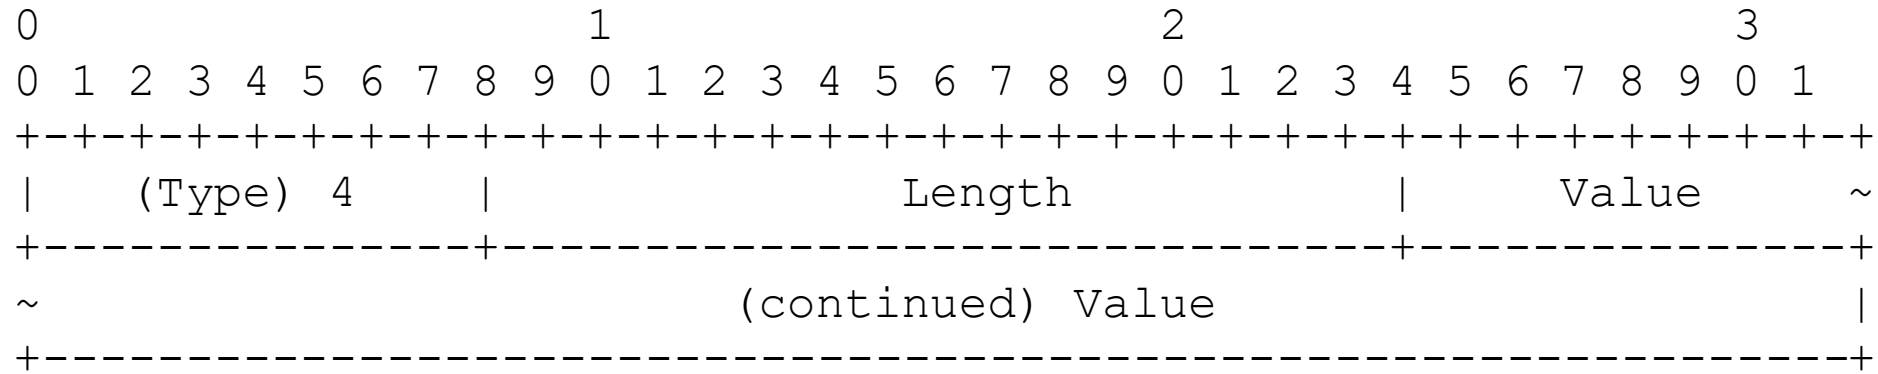 0                   1                   2                   3
0 1 2 3 4 5 6 7 8 9 0 1 2 3 4 5 6 7 8 9 0 1 2 3 4 5 6 7 8 9 0 1
+-+-+-+-+-+-+-+-+-+-+-+-+-+-+-+-+-+-+-+-+-+-+-+-+-+-+-+-+-+-+-+-+
|   (Type) 4    |              Length           |     Value     ~
+---------------+-------------------------------+---------------+
~                        (continued) Value                      |
+---------------------------------------------------------------+